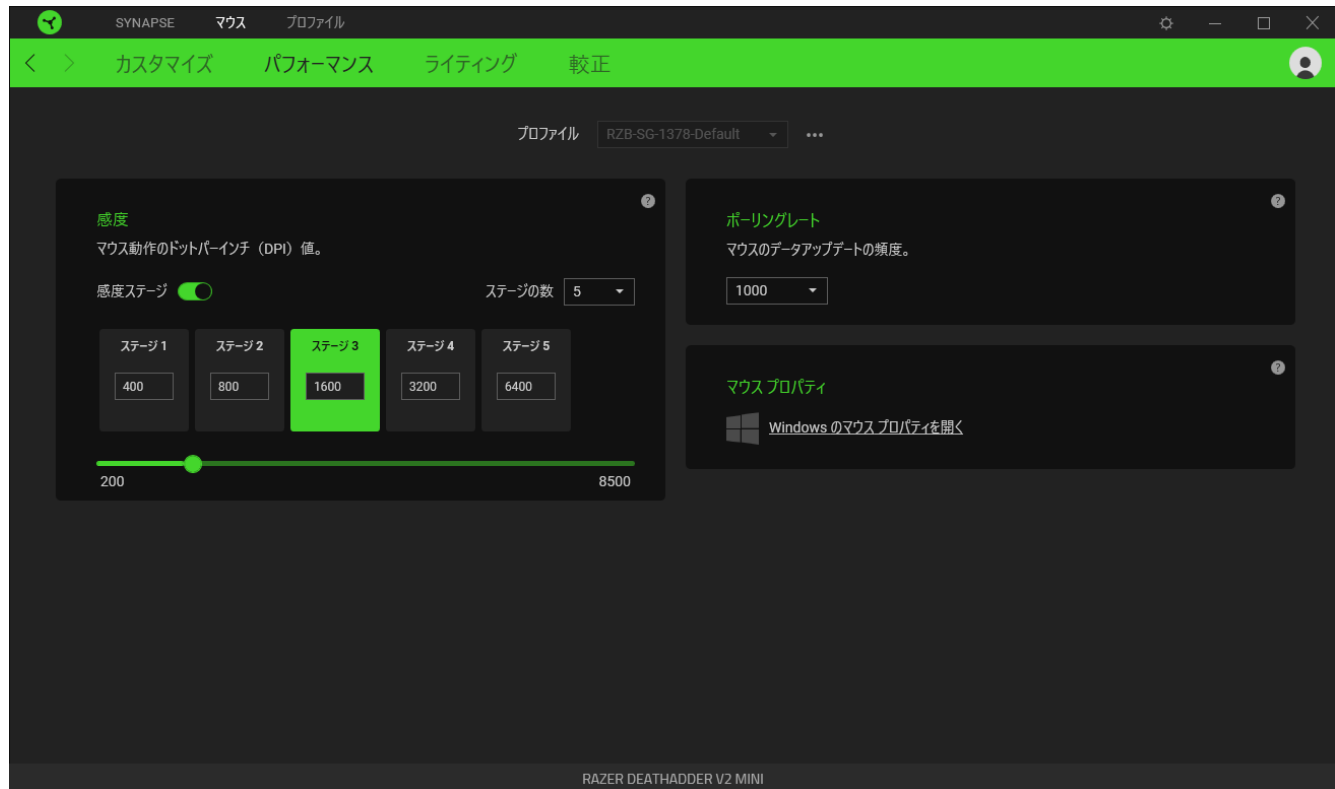 SYNAPSE マウス プロファイル
カスタマイズ パフォーマンス ライティング 較正
プロファイル RZB-SG-1378-Default
感度
マウス動作のドットパーインチ（DPI）値。
感度ステージ ステージの数 5
ステージ 1 ステージ 2 ステージ 3 ステージ 4 ステージ 5
400 800 1600 3200 6400
200 8500
ポーリングレート
マウスのデータアップデートの頻度。
1000
マウス プロパティ
Windows のマウス プロパティを開く
RAZER DEATHADDER V2 MINI